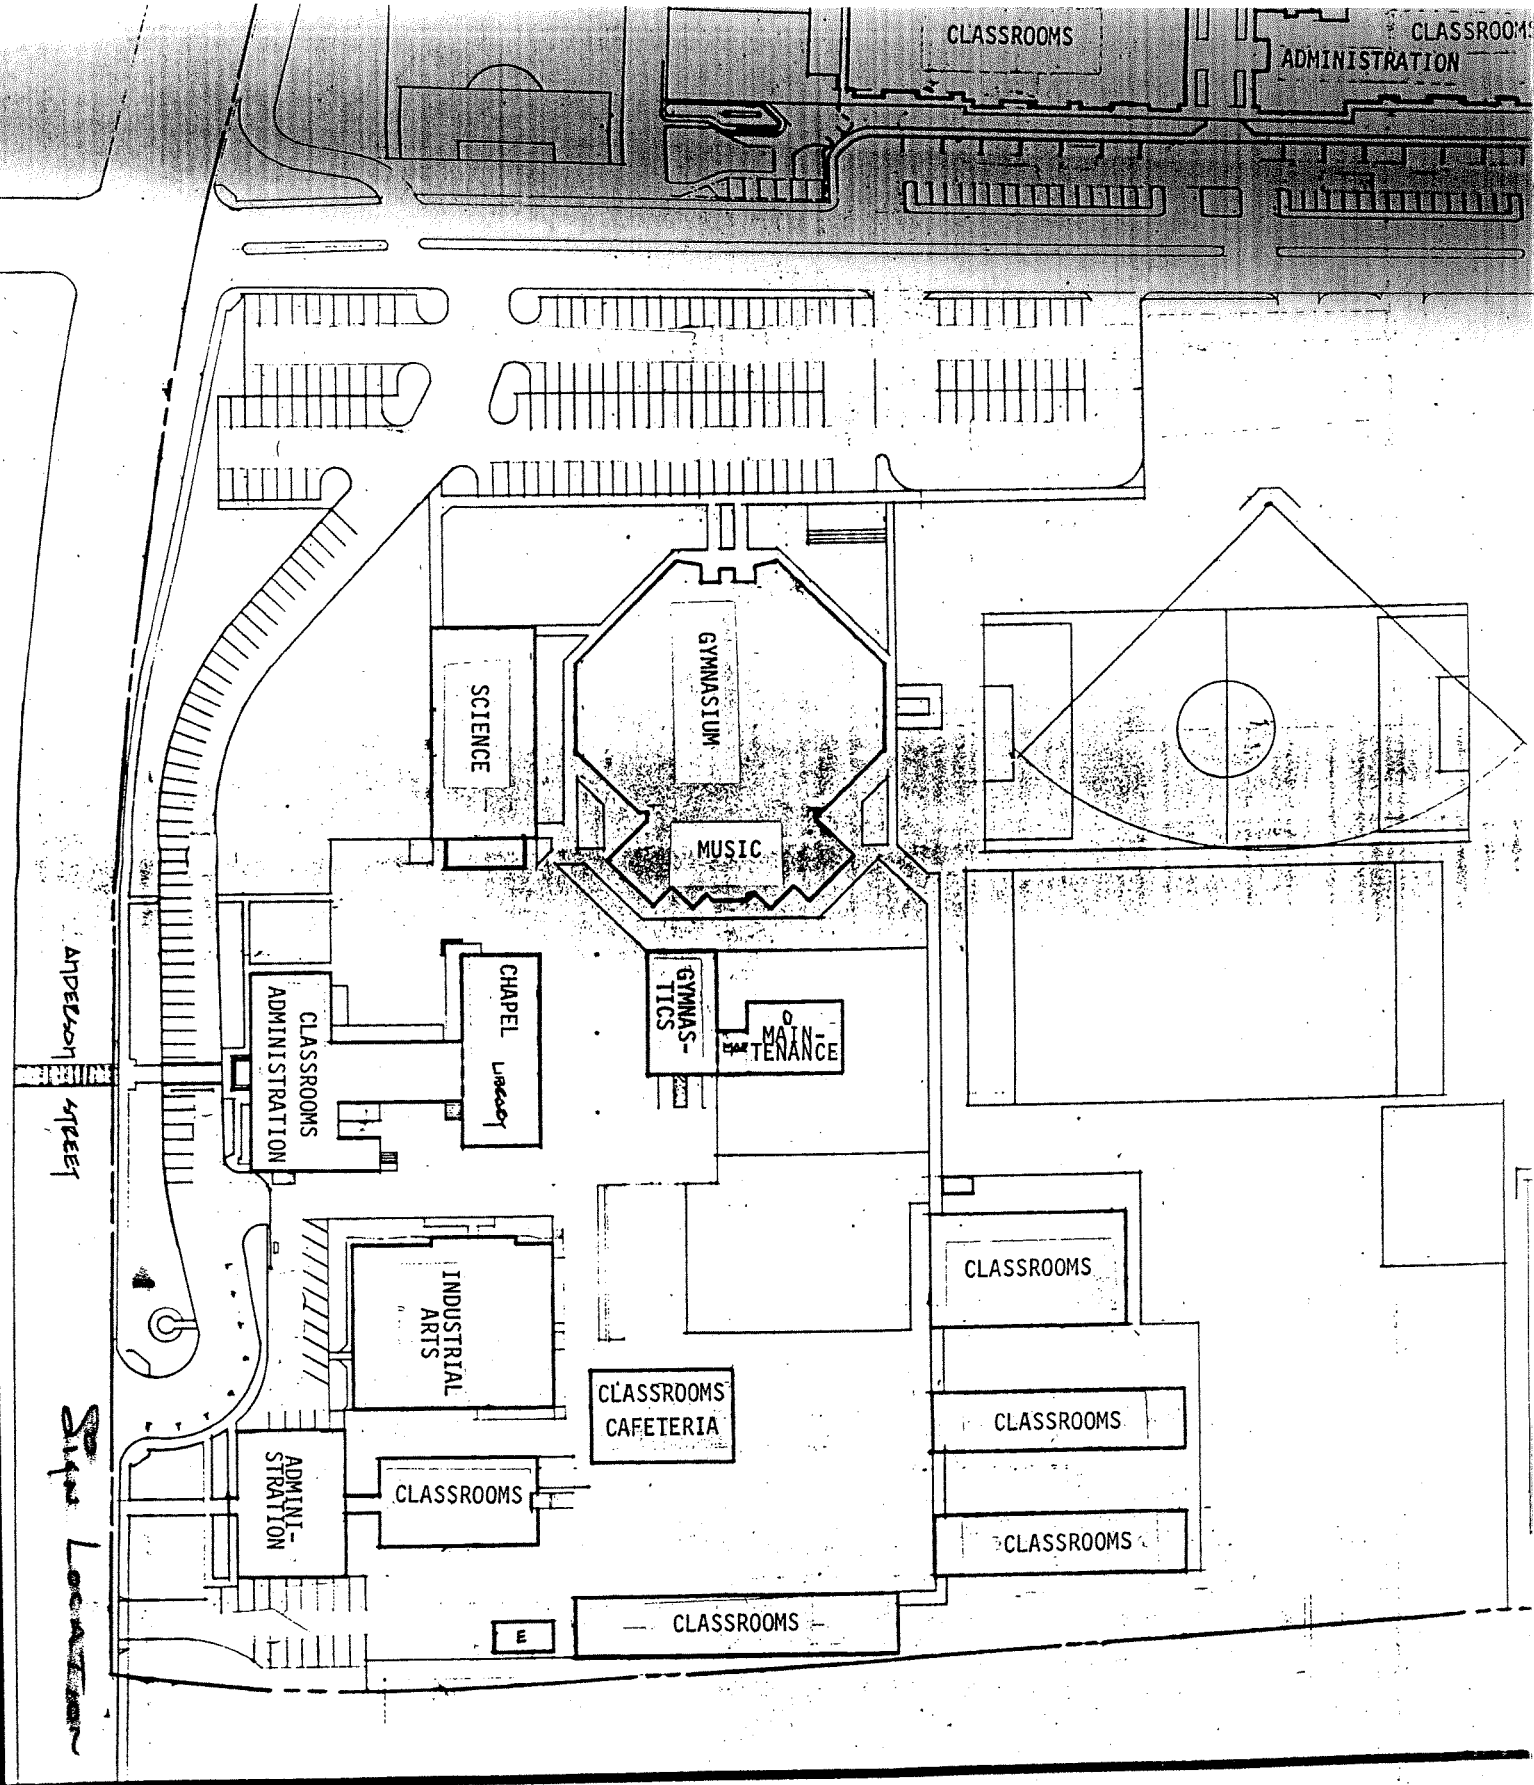 CLASSROOMS
CLASSROOMS
ADMINISTRATION
GYMNASIUM
SCIENCE
MUSIC
CHAPEL
LIBRARY
GYMNAS-
TICS
MAIN-
TENANCE
CLASSROOMS
ADMINISTRATION
ANDERSON STREET
CLASSROOMS
INDUSTRIAL
ARTS
CLASSROOMS
CAFETERIA
CLASSROOMS
ADMINI-
STRATION
CLASSROOMS
CLASSROOMS
CLASSROOMS
E
Sign Location